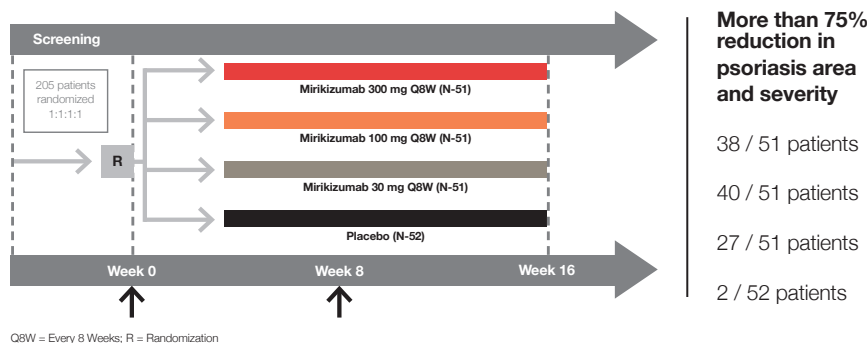 Screening
205 patients
randomized
1:1:1:1
R
Mirikizumab 300 mg Q8W (N-51)
Mirikizumab 100 mg Q8W (N-51)
Mirikizumab 30 mg Q8W (N-51)
Placebo (N-52)
Week 0
Week 8
Week 16
Q8W = Every 8 Weeks; R = Randomization
More than 75%
reduction in
psoriasis area
and severity
38 / 51 patients
40 / 51 patients
27 / 51 patients
2 / 52 patients